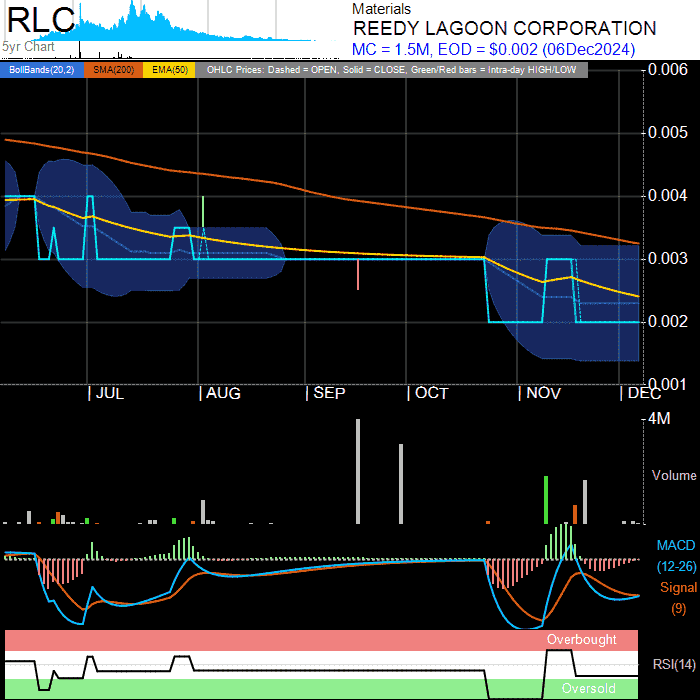 RLC
5yr Chart
Materials
REEDY LAGOON CORPORATION
MC = 1.5M, EOD = $0.002 (06Dec2024)
BollBands(20,2) SMA(200) EMA(50) OHLC Prices: Dashed = OPEN, Solid = CLOSE, Green/Red bars = Intra-day HIGH/LOW
0.006
0.005
0.004
0.003
0.002
0.001
| JUL | AUG | SEP | OCT | NOV | DEC
4M
Volume
MACD
(12-26)
Signal
(9)
Overbought
RSI(14)
Oversold